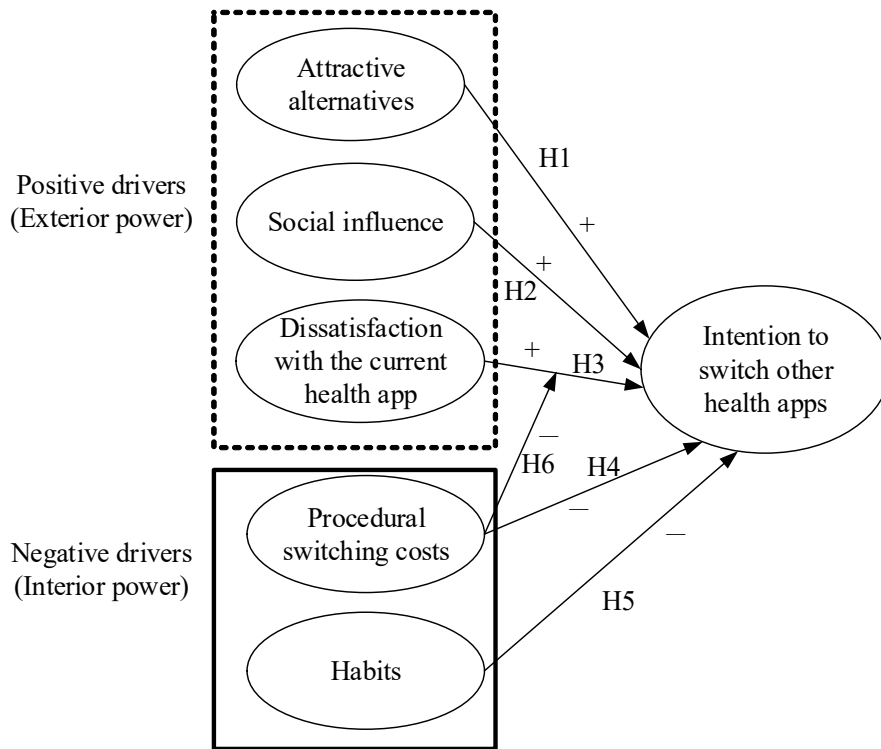 Attractive
alternatives
H1
+
Positive drivers
(Exterior power)
Social influence
+
H2
Dissatisfaction
with the current
health app
+
H3
Intention to
switch other
health apps
—
H6
H4
—
Negative drivers
(Interior power)
Procedural
switching costs
—
H5
Habits